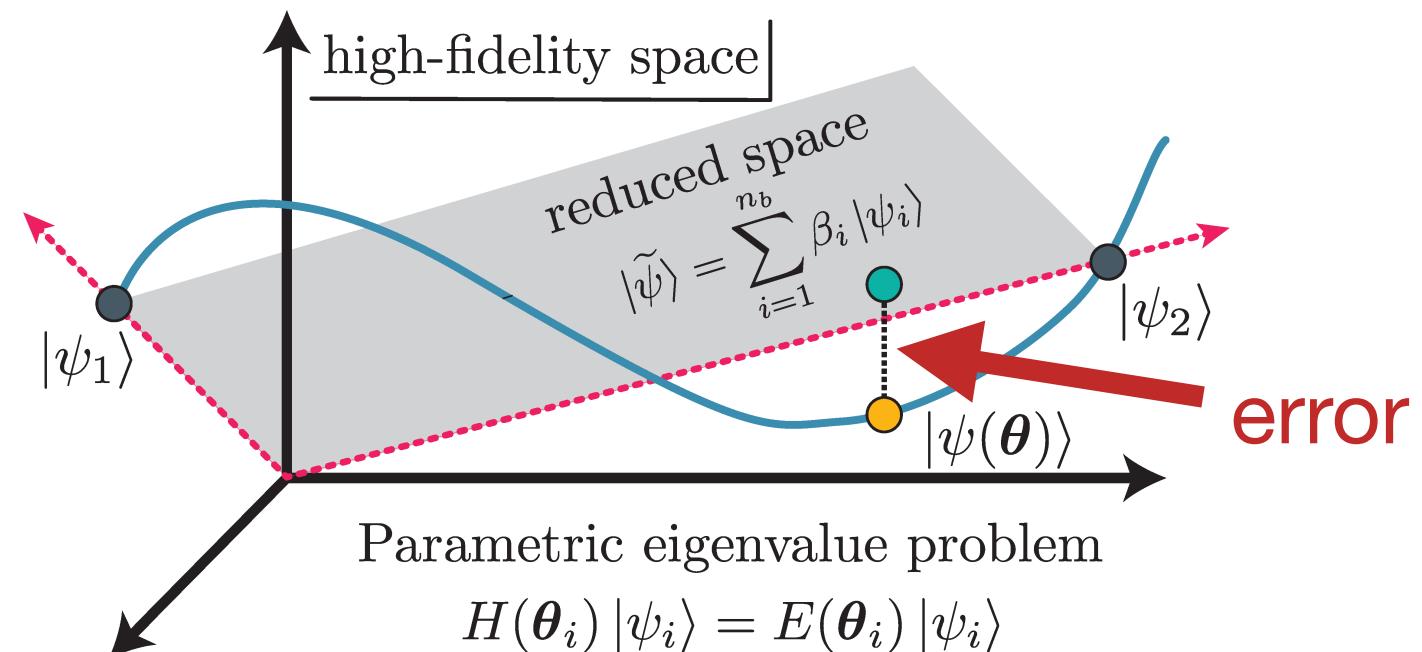 high-fidelity space
reduced space
|ψ̃⟩ = ∑_{i=1}^{n_b} β_i |ψ_i⟩
|ψ_1⟩
|ψ_2⟩
|ψ(θ)⟩
error
Parametric eigenvalue problem
H(θ_i) |ψ_i⟩ = E(θ_i) |ψ_i⟩